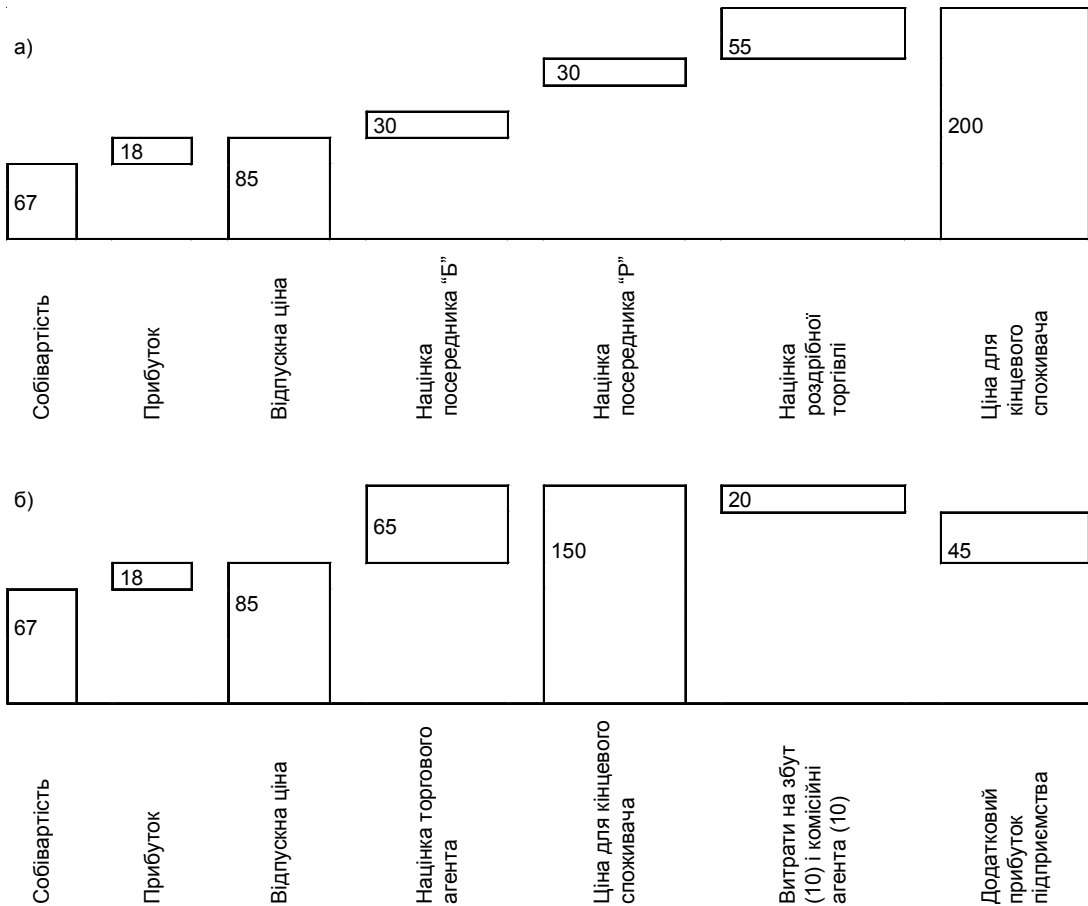 а)
55
30
200
30
18
85
67
Собівартість
Прибуток
Відпускна ціна
Націнка
посередника “Б”
Націнка
посередника “Р”
Націнка
роздрібної
торгівлі
Ціна для
кінцевого
споживача
б)
20
65
150
45
18
85
67
Собівартість
Прибуток
Відпускна ціна
Націнка торгового
агента
Ціна для кінцевого
споживача
Витрати на збут
(10) і комісійні
агента (10)
Додатковий
прибуток
підприємства